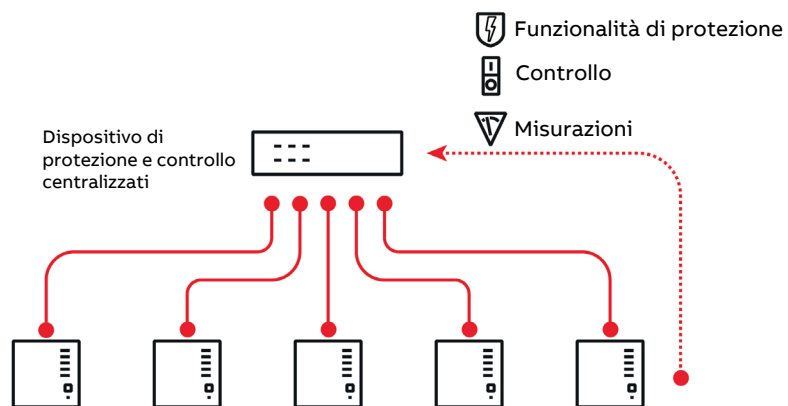 Funzionalità di protezione
Controllo
Misurazioni
Dispositivo di
protezione e controllo
centralizzati